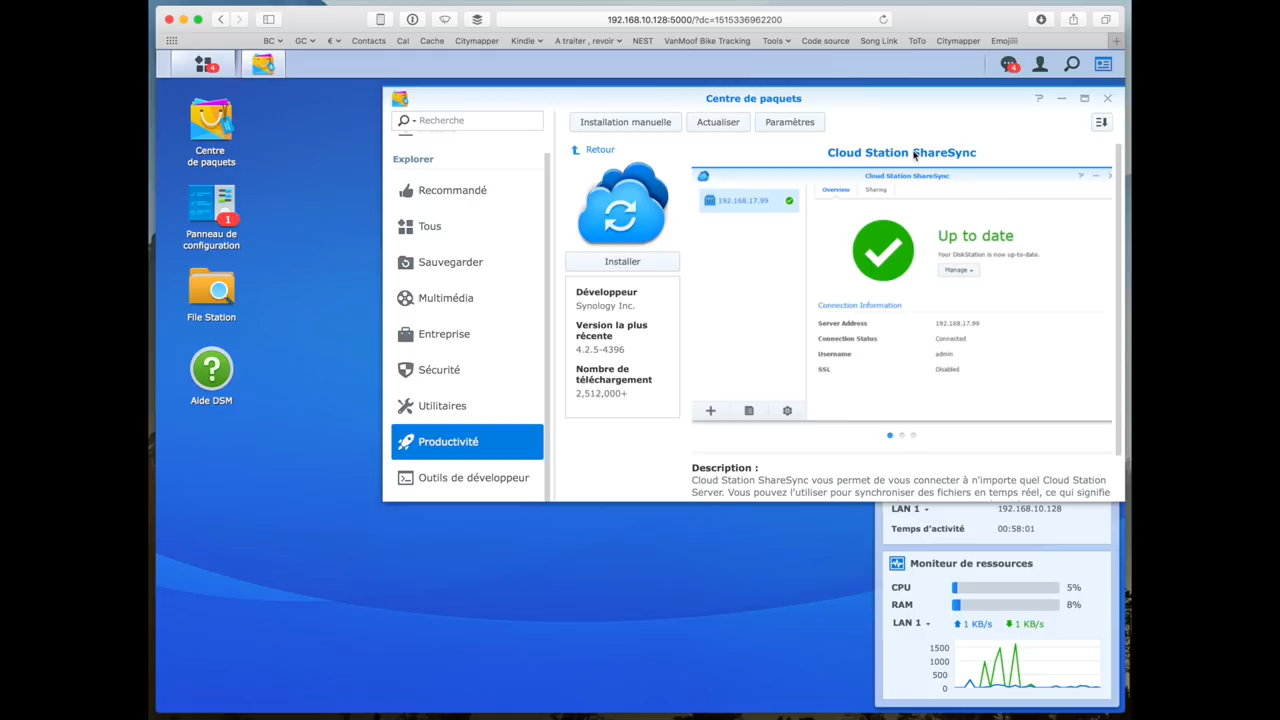 192.168.10.128:5000/?dc=1515336962200
BC GC € Contacts Cal Cache Citymapper Kindle A traiter , revoir NEST VanMoof Bike Tracking Tools Code source Song Link ToTo Citymapper Emojiiii
4
4
Centre de paquets
Centre
de paquets
Panneau de
configuration
1
File Station
Aide DSM
Recherche
Installation manuelle Actualiser Paramètres
Explorer
Recommandé
Tous
Sauvegarder
Multimédia
Entreprise
Sécurité
Utilitaires
Productivité
Outils de développeur
Retour
Installer
Développeur
Synology Inc.
Version la plus
récente
4.2.5-4396
Nombre de
téléchargement
2,512,000+
Cloud Station ShareSync
Cloud Station ShareSync
192.168.17.99
Overview Sharing
Up to date
Your DiskStation is now up-to-date.
Manage
Connection Information
Server Address 192.168.17.99
Connection Status Connected
Username admin
SSL Disabled
Description :
Cloud Station ShareSync vous permet de vous connecter à n'importe quel Cloud Station
Server. Vous pouvez l'utiliser pour synchroniser des fichiers en temps réel, ce qui signifie
LAN 1 192.168.10.128
Temps d'activité 00:58:01
Moniteur de ressources
CPU 5%
RAM 8%
LAN 1 1 KB/s 1 KB/s
1500
1000
500
0